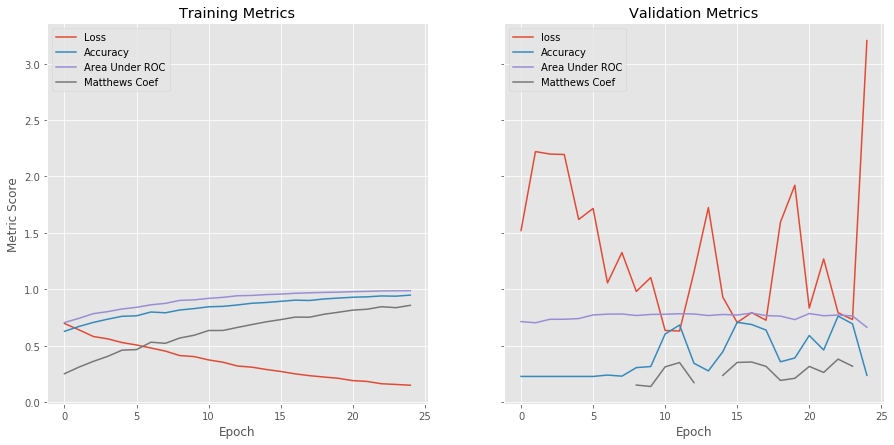 Training Metrics
Validation Metrics
Loss
Accuracy
Area Under ROC
Matthews Coef
loss
Accuracy
Area Under ROC
Matthews Coef
Metric Score
3.0
2.5
2.0
1.5
1.0
0.5
0.0
0 5 10 15 20 25
0 5 10 15 20 25
Epoch
Epoch